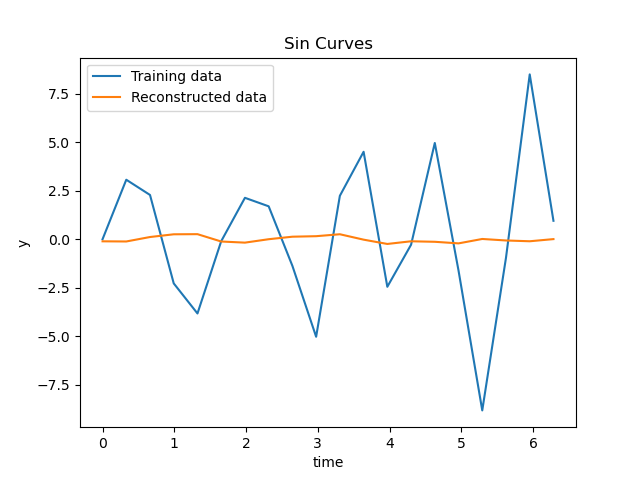 Sin Curves
Training data
Reconstructed data
7.5
5.0
2.5
0.0
−2.5
−5.0
−7.5
y
0 1 2 3 4 5 6
time